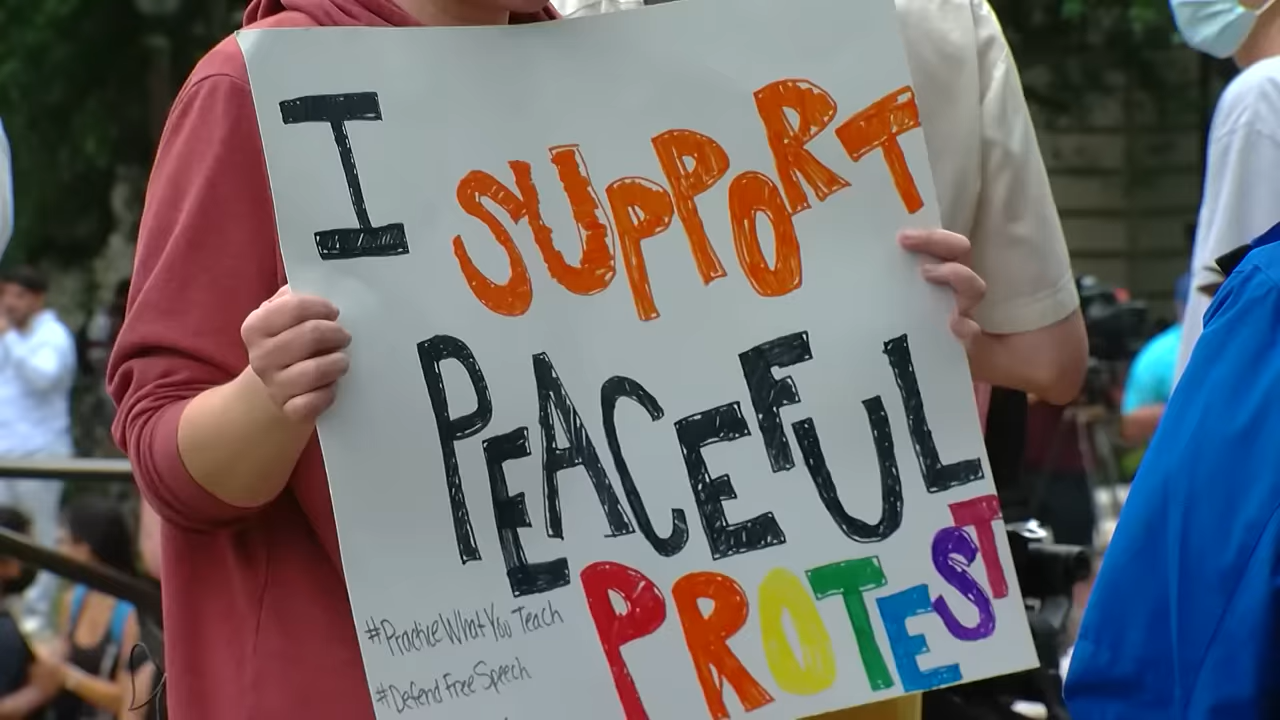 I SUPPORT
PEACEFUL
PROTEST
#PracticeWhatYouTeach
#DefendFreeSpeech